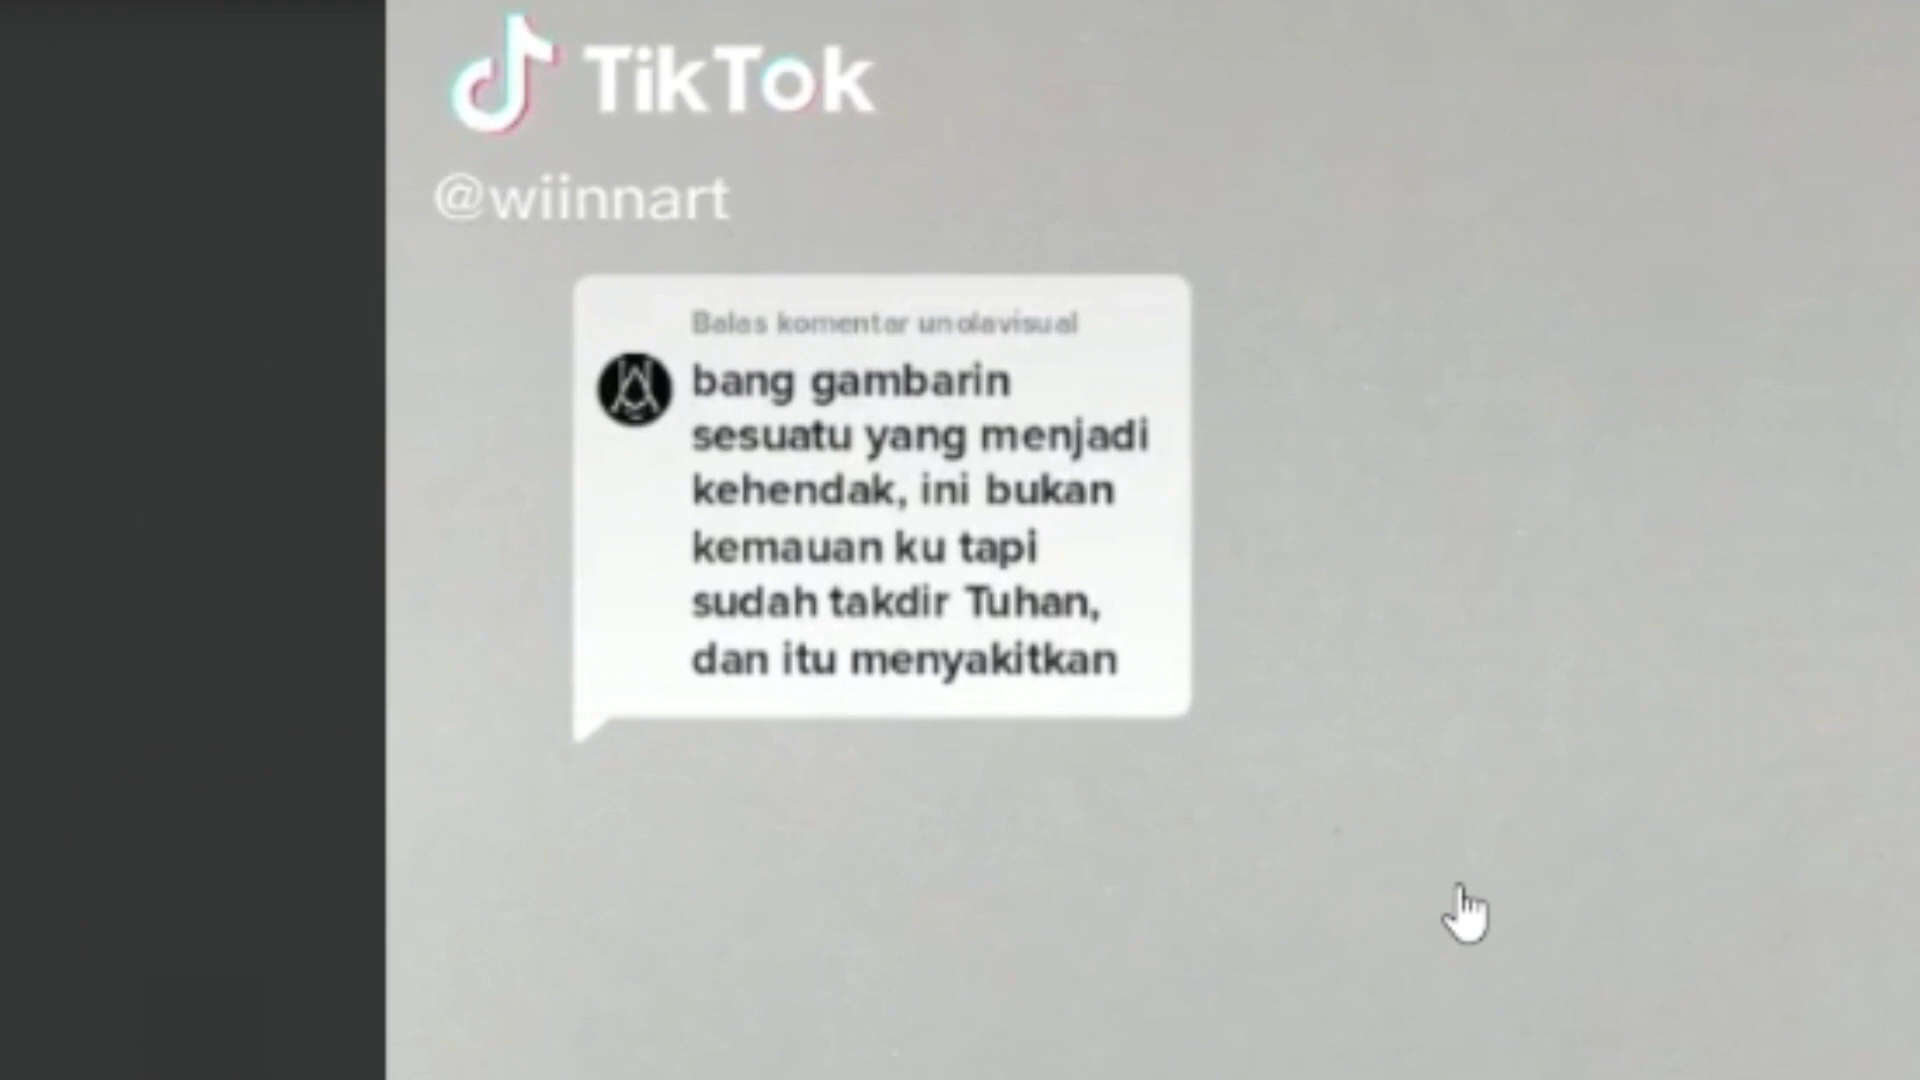 TikTok
@wiinnart
Balas komentar unolavisual
bang gambarin
sesuatu yang menjadi
kehendak, ini bukan
kemauan ku tapi
sudah takdir Tuhan,
dan itu menyakitkan